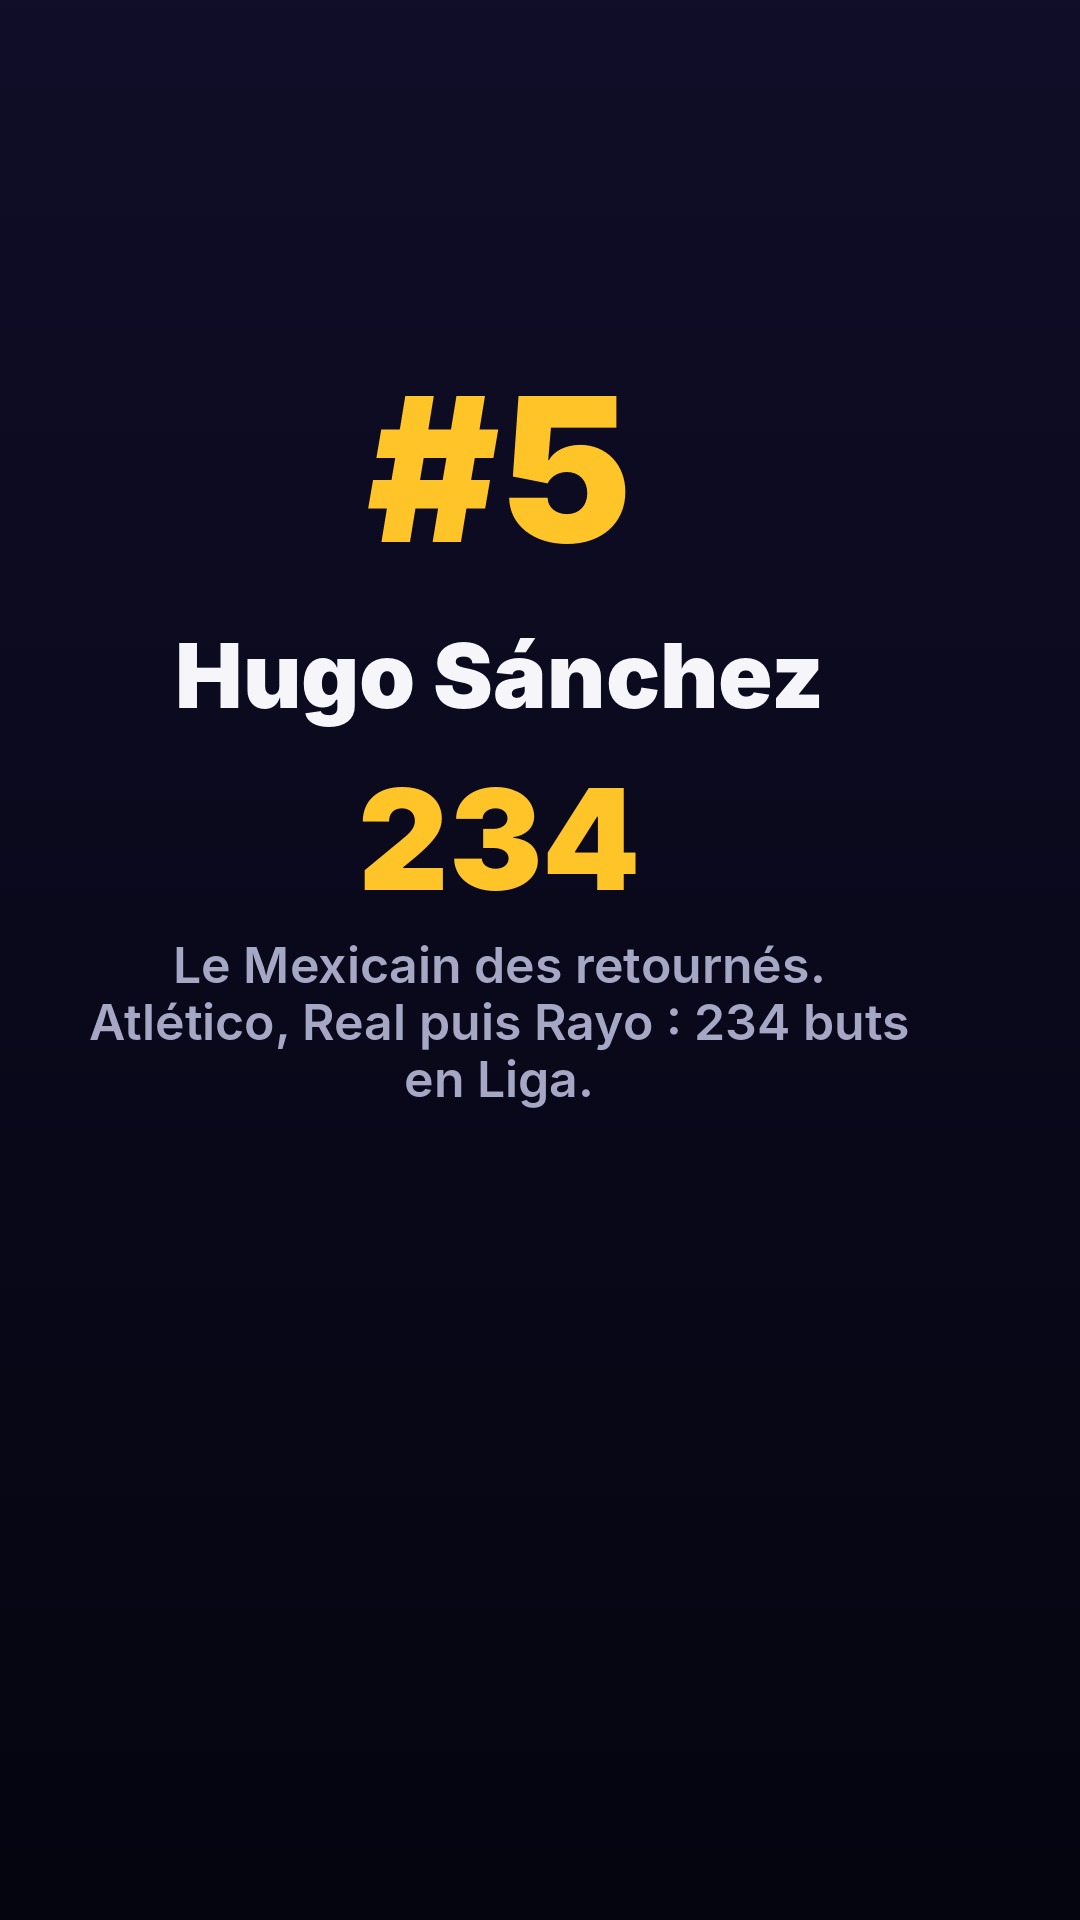 #5
Hugo Sánchez
234
Le Mexicain des retournés.
Atlético, Real puis Rayo : 234 buts
en Liga.